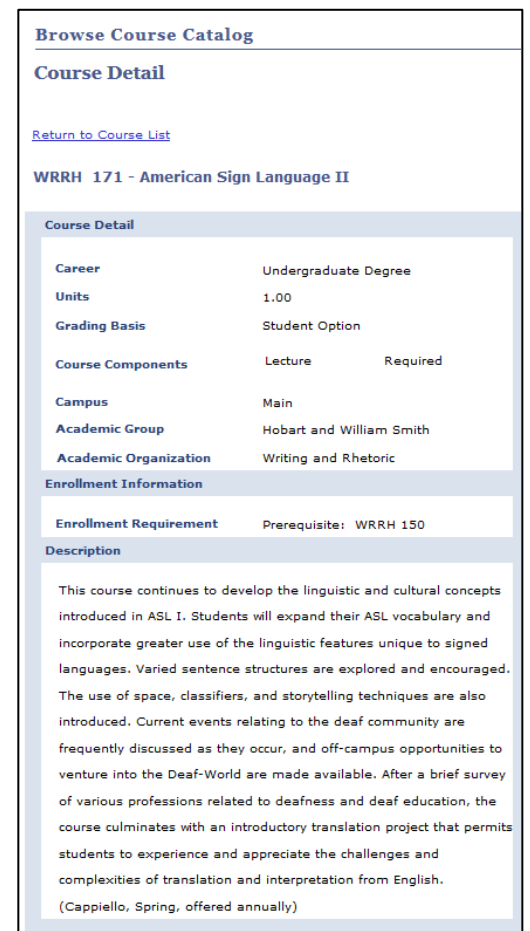 Browse Course Catalog
Course Detail
Return to Course List
WRRH 171 - American Sign Language II
Course Detail
Career Undergraduate Degree
Units 1.00
Grading Basis Student Option
Course Components Lecture Required
Campus Main
Academic Group Hobart and William Smith
Academic Organization Writing and Rhetoric
Enrollment Information
Enrollment Requirement Prerequisite: WRRH 150
Description
This course continues to develop the linguistic and cultural concepts
introduced in ASL I. Students will expand their ASL vocabulary and
incorporate greater use of the linguistic features unique to signed
languages. Varied sentence structures are explored and encouraged.
The use of space, classifiers, and storytelling techniques are also
introduced. Current events relating to the deaf community are
frequently discussed as they occur, and off-campus opportunities to
venture into the Deaf-World are made available. After a brief survey
of various professions related to deafness and deaf education, the
course culminates with an introductory translation project that permits
students to experience and appreciate the challenges and
complexities of translation and interpretation from English.
(Cappiello, Spring, offered annually)